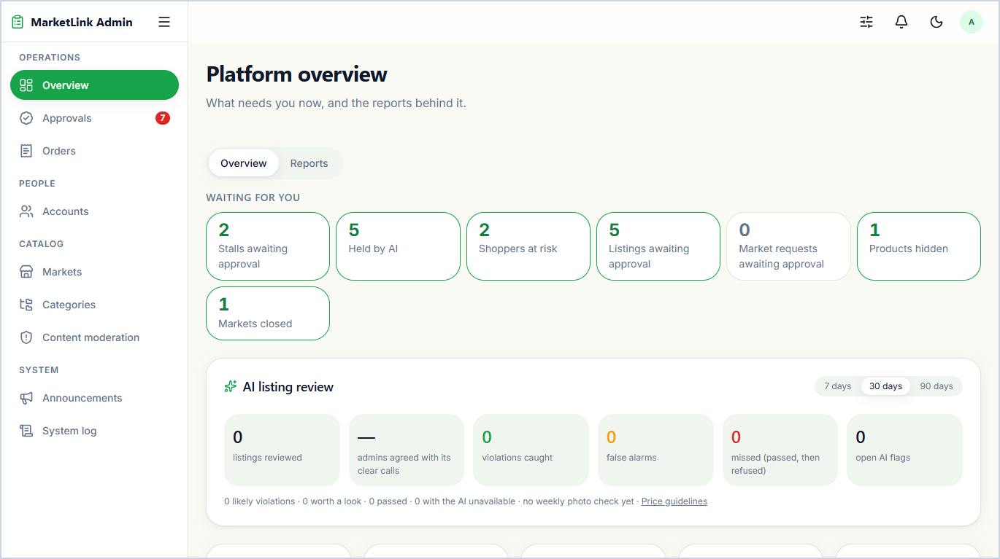 MarketLink Admin
A
OPERATIONS
Overview
Approvals
7
Orders
PEOPLE
Accounts
CATALOG
Markets
Categories
Content moderation
SYSTEM
Announcements
System log
Platform overview
What needs you now, and the reports behind it.
Overview
Reports
WAITING FOR YOU
2
Stalls awaiting
approval
5
Held by AI
2
Shoppers at risk
5
Listings awaiting
approval
0
Market requests
awaiting approval
1
Products hidden
1
Markets closed
AI listing review
7 days
30 days
90 days
0
listings reviewed
—
admins agreed with its
clear calls
0
violations caught
0
false alarms
0
missed (passed, then
refused)
0
open AI flags
0 likely violations · 0 worth a look · 0 passed · 0 with the AI unavailable · no weekly photo check yet · Price guidelines